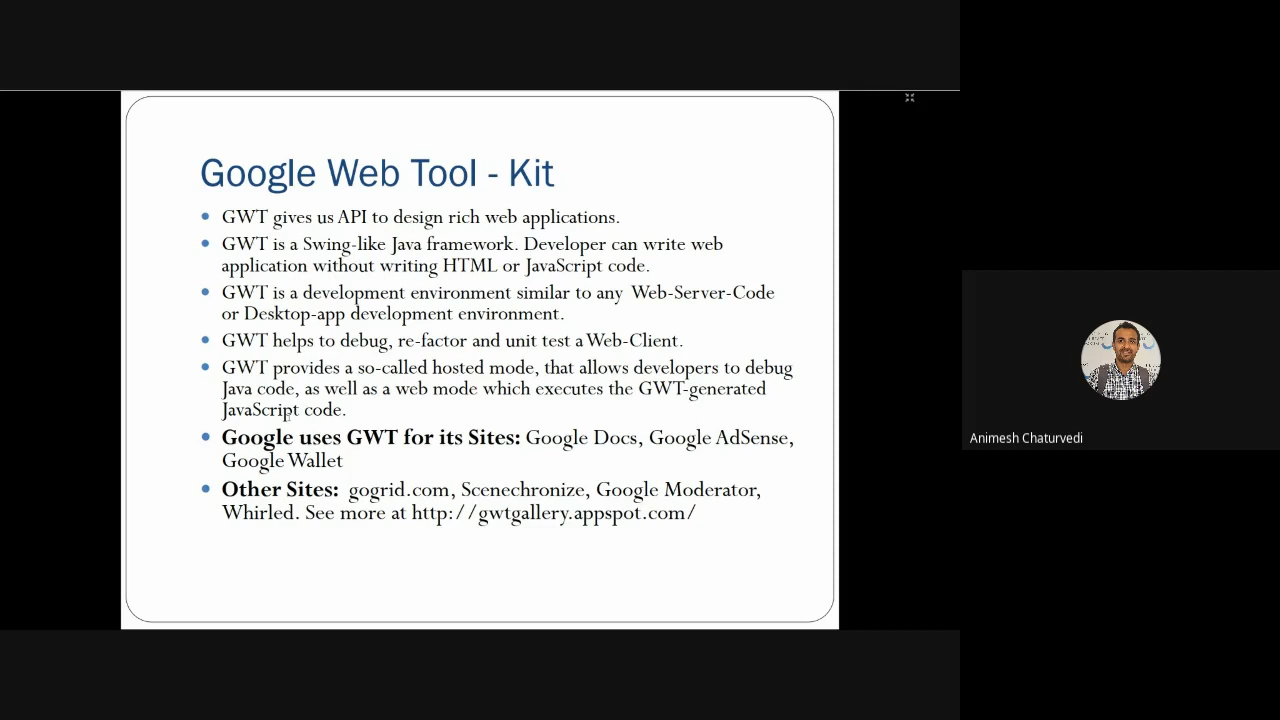 Google Web Tool - Kit
GWT gives us API to design rich web applications.
GWT is a Swing-like Java framework. Developer can write web
application without writing HTML or JavaScript code.
GWT is a development environment similar to any Web-Server-Code
or Desktop-app development environment.
GWT helps to debug, re-factor and unit test a Web-Client.
GWT provides a so-called hosted mode, that allows developers to debug
Java code, as well as a web mode which executes the GWT-generated
JavaScript code.
Google uses GWT for its Sites: Google Docs, Google AdSense,
Google Wallet
Other Sites: gogrid.com, Scenechronize, Google Moderator,
Whirled. See more at http://gwtgallery.appspot.com/
Animesh Chaturvedi